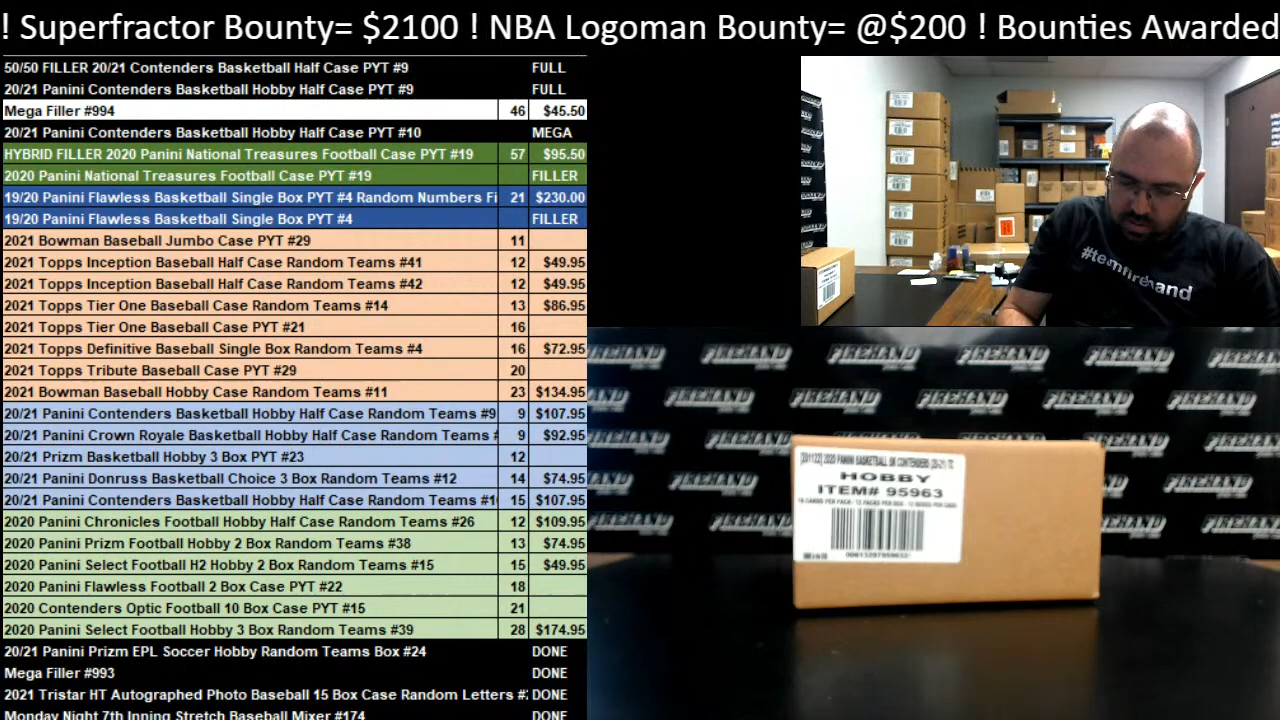 ! Superfractor Bounty= $2100 ! NBA Logoman Bounty= @$200 ! Bounties Awarded
50/50 FILLER 20/21 Contenders Basketball Half Case PYT #9 FULL
20/21 Panini Contenders Basketball Hobby Half Case PYT #9 FULL
Mega Filler #994 46 $45.50
20/21 Panini Contenders Basketball Hobby Half Case PYT #10 MEGA
HYBRID FILLER 2020 Panini National Treasures Football Case PYT #19 57 $95.50
2020 Panini National Treasures Football Case PYT #19 FILLER
19/20 Panini Flawless Basketball Single Box PYT #4 Random Numbers Fi 21 $230.00
19/20 Panini Flawless Basketball Single Box PYT #4 FILLER
2021 Bowman Baseball Jumbo Case PYT #29 11
2021 Topps Inception Baseball Half Case Random Teams #41 12 $49.95
2021 Topps Inception Baseball Half Case Random Teams #42 12 $49.95
2021 Topps Tier One Baseball Case Random Teams #14 13 $86.95
2021 Topps Tier One Baseball Case PYT #21 16
2021 Topps Definitive Baseball Single Box Random Teams #4 16 $72.95
2021 Topps Tribute Baseball Case PYT #29 20
2021 Bowman Baseball Hobby Case Random Teams #11 23 $134.95
20/21 Panini Contenders Basketball Hobby Half Case Random Teams #9 9 $107.95
20/21 Panini Crown Royale Basketball Hobby Half Case Random Teams # 9 $92.95
20/21 Prizm Basketball Hobby 3 Box PYT #23 12
20/21 Panini Donruss Basketball Choice 3 Box Random Teams #12 14 $74.95
20/21 Panini Contenders Basketball Hobby Half Case Random Teams #1 15 $107.95
2020 Panini Chronicles Football Hobby Half Case Random Teams #26 12 $109.95
2020 Panini Prizm Football Hobby 2 Box Random Teams #38 13 $74.95
2020 Panini Select Football H2 Hobby 2 Box Random Teams #15 15 $49.95
2020 Panini Flawless Football 2 Box Case PYT #22 18
2020 Contenders Optic Football 10 Box Case PYT #15 21
2020 Panini Select Football Hobby 3 Box Random Teams #39 28 $174.95
20/21 Panini Prizm EPL Soccer Hobby Random Teams Box #24 DONE
Mega Filler #993 DONE
2021 Tristar HT Autographed Photo Baseball 15 Box Case Random Letters #: DONE
Monday Night 7th Inning Stretch Baseball Mixer #174 DONE
#teamfirehand
FIREHAND
2020 PANINI BASKETBALL
HOBBY
ITEM# 95963